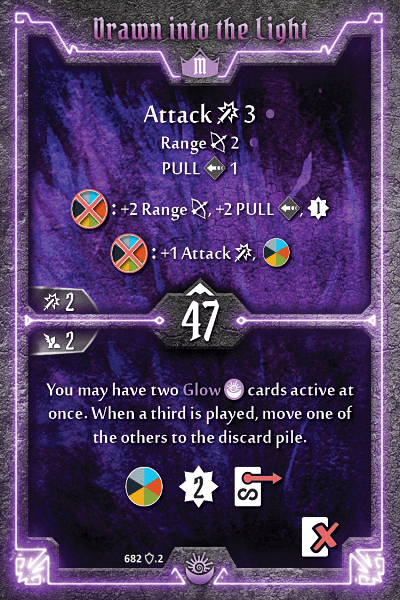 Drawn into the Light
M
Attack 3
Range 2
PULL 1
: +2 Range, +2 PULL, 1
: +1 Attack,
2
47
2
You may have two Glow cards active at
once. When a third is played, move one of
the others to the discard pile.
2 S
682 .2